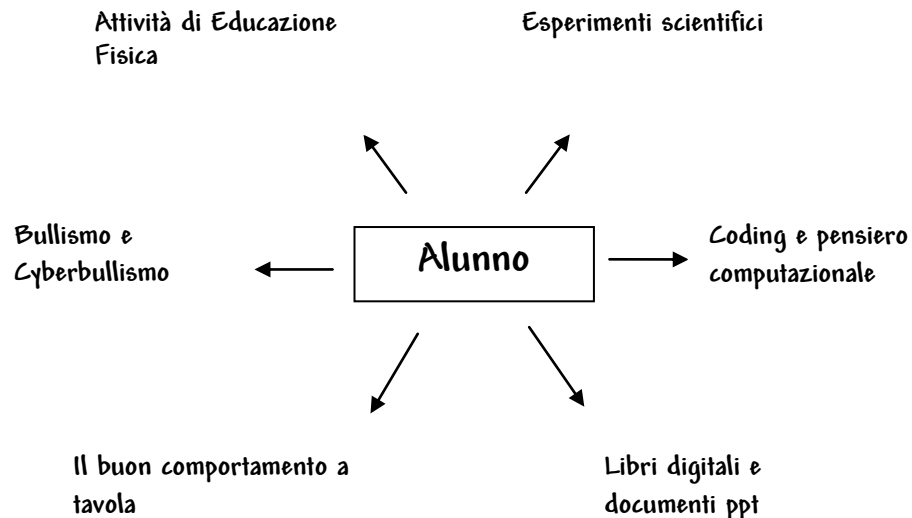 Attività di Educazione
Fisica
Esperimenti scientifici
Bullismo e
Cyberbullismo
Alunno
Coding e pensiero
computazionale
Il buon comportamento a
tavola
Libri digitali e
documenti ppt